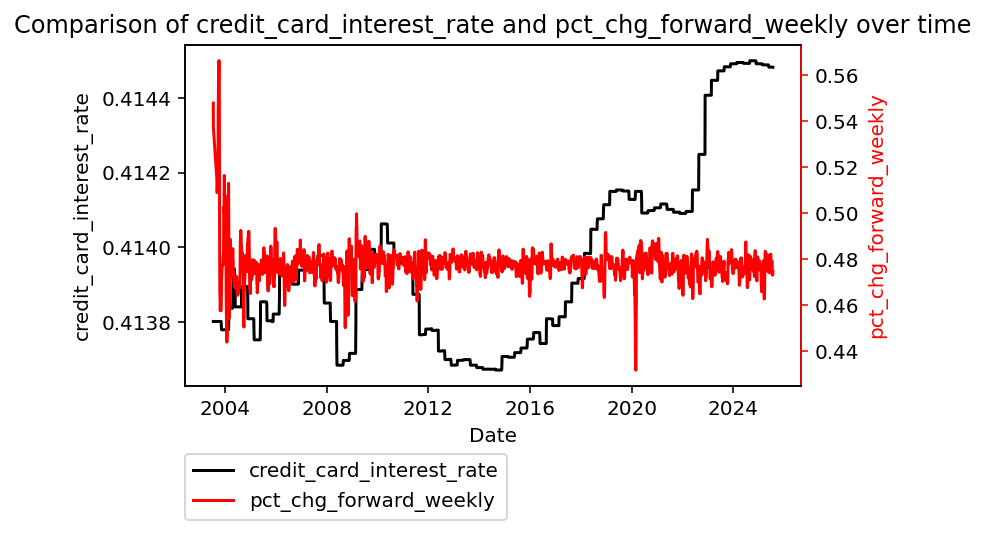 Comparison of credit_card_interest_rate and pct_chg_forward_weekly over time
credit_card_interest_rate
0.4144
0.4142
0.4140
0.4138
0.56
0.54
0.52
0.50
0.48
0.46
0.44
pct_chg_forward_weekly
2004 2008 2012 2016 2020 2024
Date
credit_card_interest_rate
pct_chg_forward_weekly